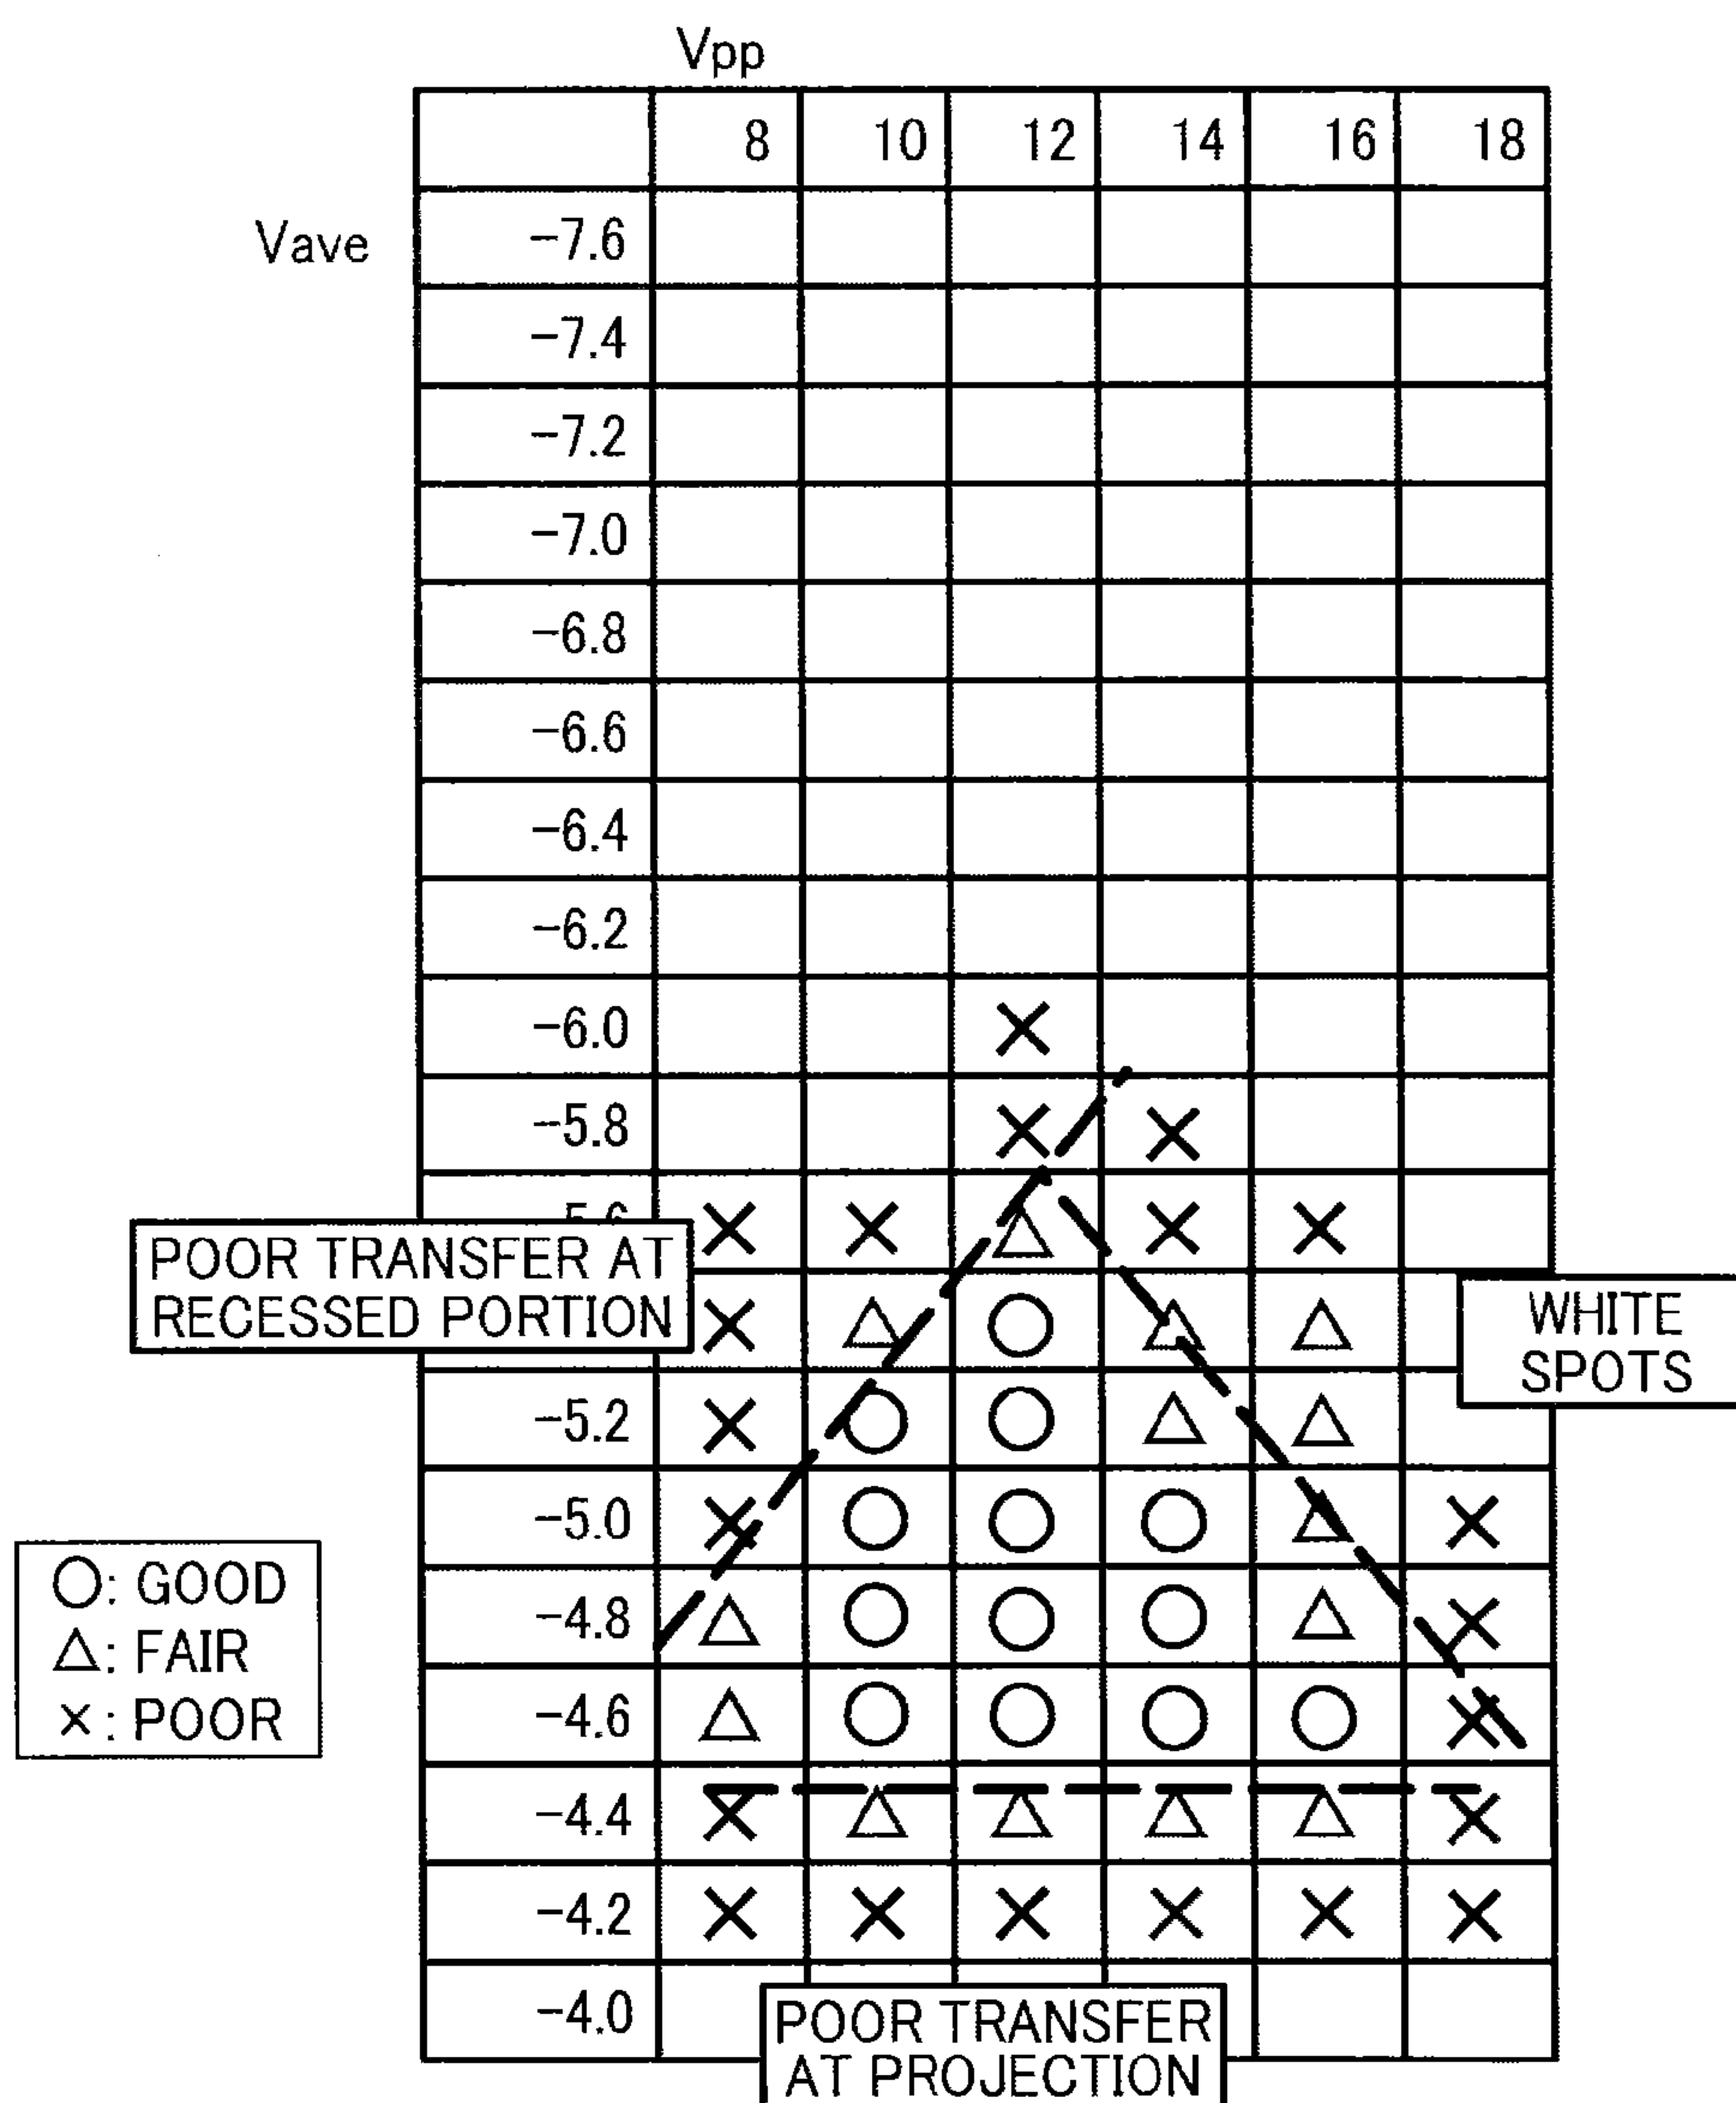 Vpp
8 10 12 14 16 18
Vave
-7.6
-7.4
-7.2
-7.0
-6.8
-6.6
-6.4
-6.2
-6.0 ×
-5.8 × ×
× × △ × ×
POOR TRANSFER AT
RECESSED PORTION
× △ ○ △ △
WHITE
SPOTS
-5.2 × ○ ○ △ △
-5.0 × ○ ○ ○ △ ×
-4.8 △ ○ ○ ○ △ ×
-4.6 △ ○ ○ ○ ○ ×
-4.4 × △ △ △ △ ×
-4.2 × × × × × ×
-4.0
○: GOOD
△: FAIR
×: POOR
POOR TRANSFER
AT PROJECTION